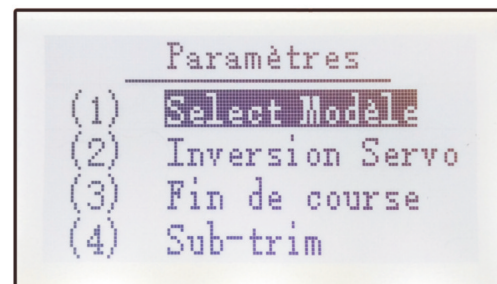 Paramètres
(1) Select Modèle
(2) Inversion Servo
(3) Fin de course
(4) Sub-trim